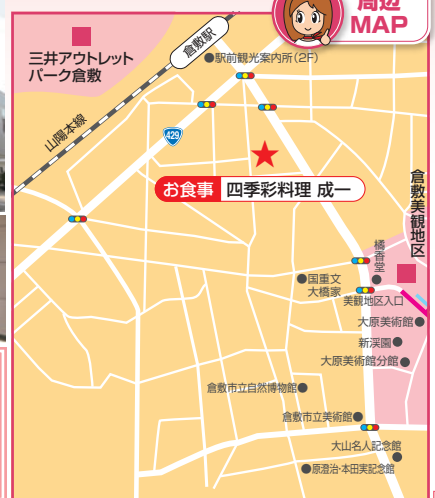 周辺
MAP
三井アウトレット
パーク倉敷
倉敷駅
駅前観光案内所(2F)
山陽本線
429
お食事 四季彩料理 成一
倉敷美観地区
橘香堂
国重文
大橋家
美観地区入口
大原美術館
新渓園
大原美術館分館
倉敷市立自然博物館
倉敷市立美術館
大山名人記念館
原澄治・本田実記念館